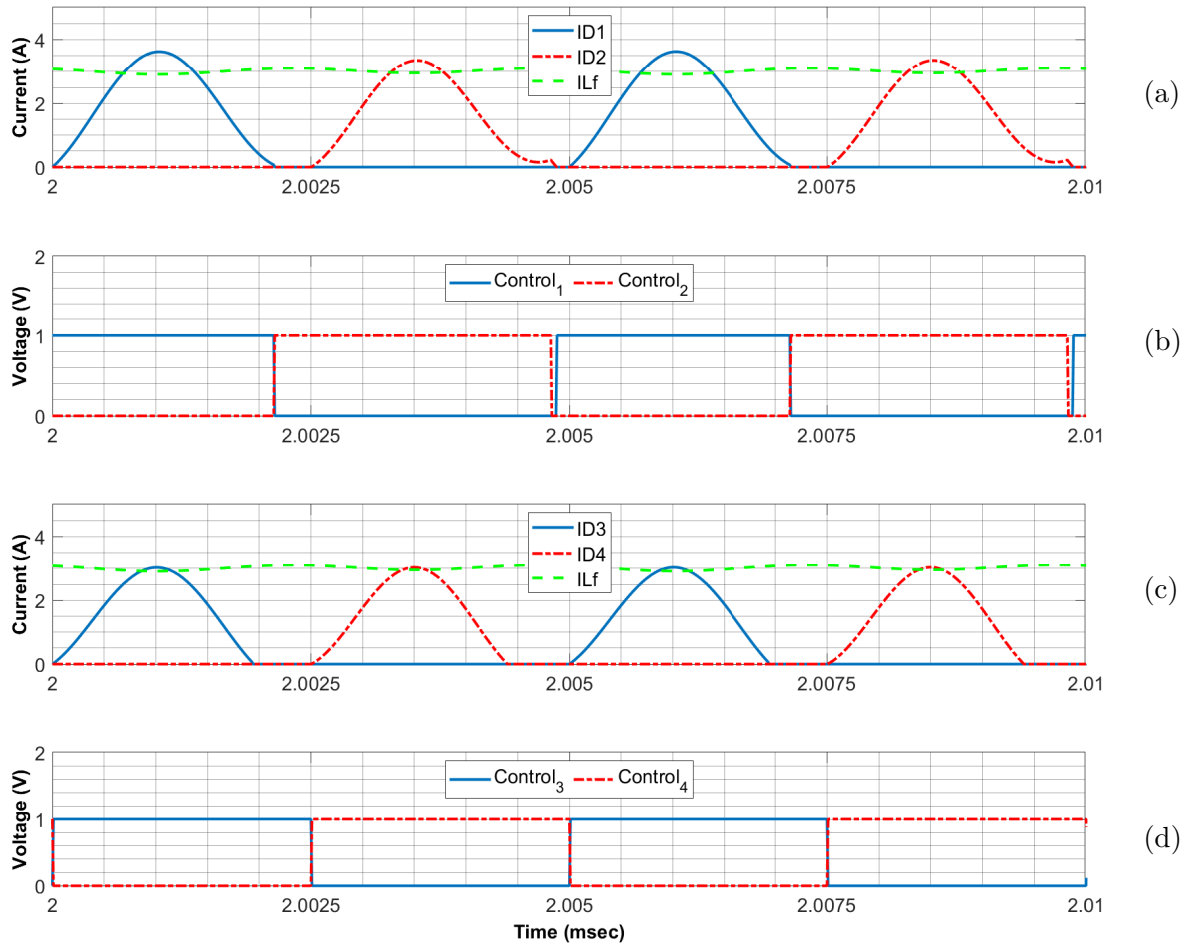 4
2
0
Current (A)
ID1
ID2
ILf
2
2.0025
2.005
2.0075
2.01
(a)
2
1
0
Voltage (V)
Control1
Control2
2
2.0025
2.005
2.0075
2.01
(b)
4
2
0
Current (A)
ID3
ID4
ILf
2
2.0025
2.005
2.0075
2.01
(c)
2
1
0
Voltage (V)
Control3
Control4
2
2.0025
2.005
2.0075
2.01
(d)
Time (msec)